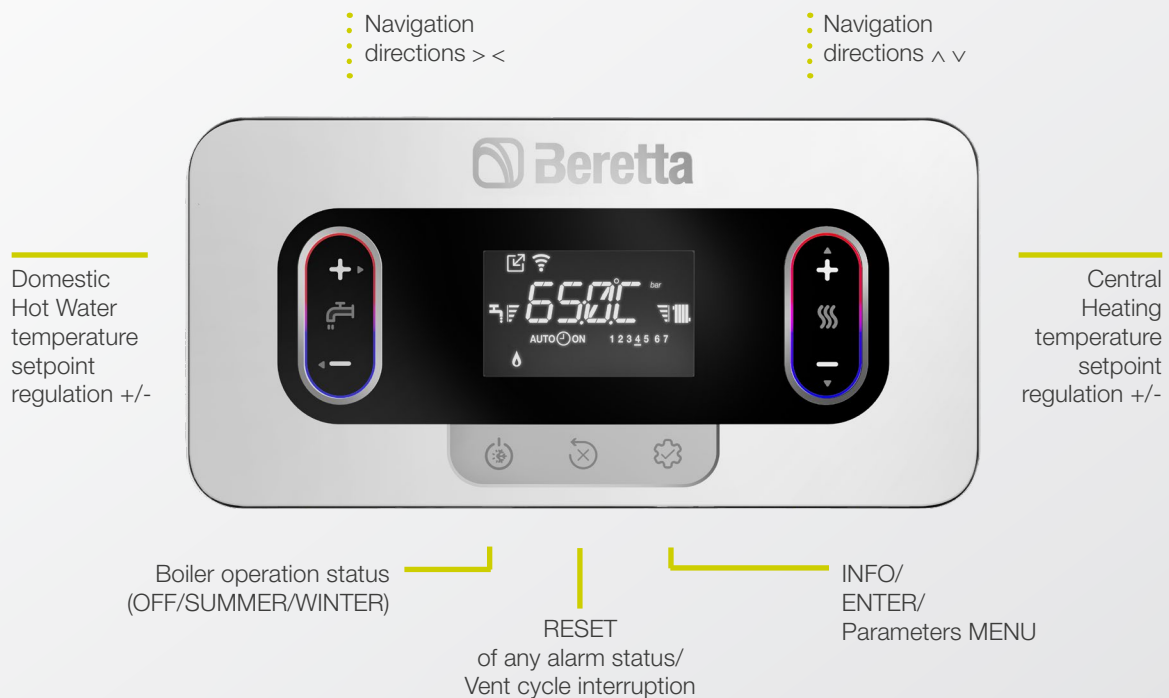 Navigation
directions > <
Navigation
directions ∧ ∨
Beretta
Domestic
Hot Water
temperature
setpoint
regulation +/-
+
-
65.0°C
bar
AUTO ON 1 2 3 4 5 6 7
+
-
Central
Heating
temperature
setpoint
regulation +/-
Boiler operation status
(OFF/SUMMER/WINTER)
RESET
of any alarm status/
Vent cycle interruption
INFO/
ENTER/
Parameters MENU